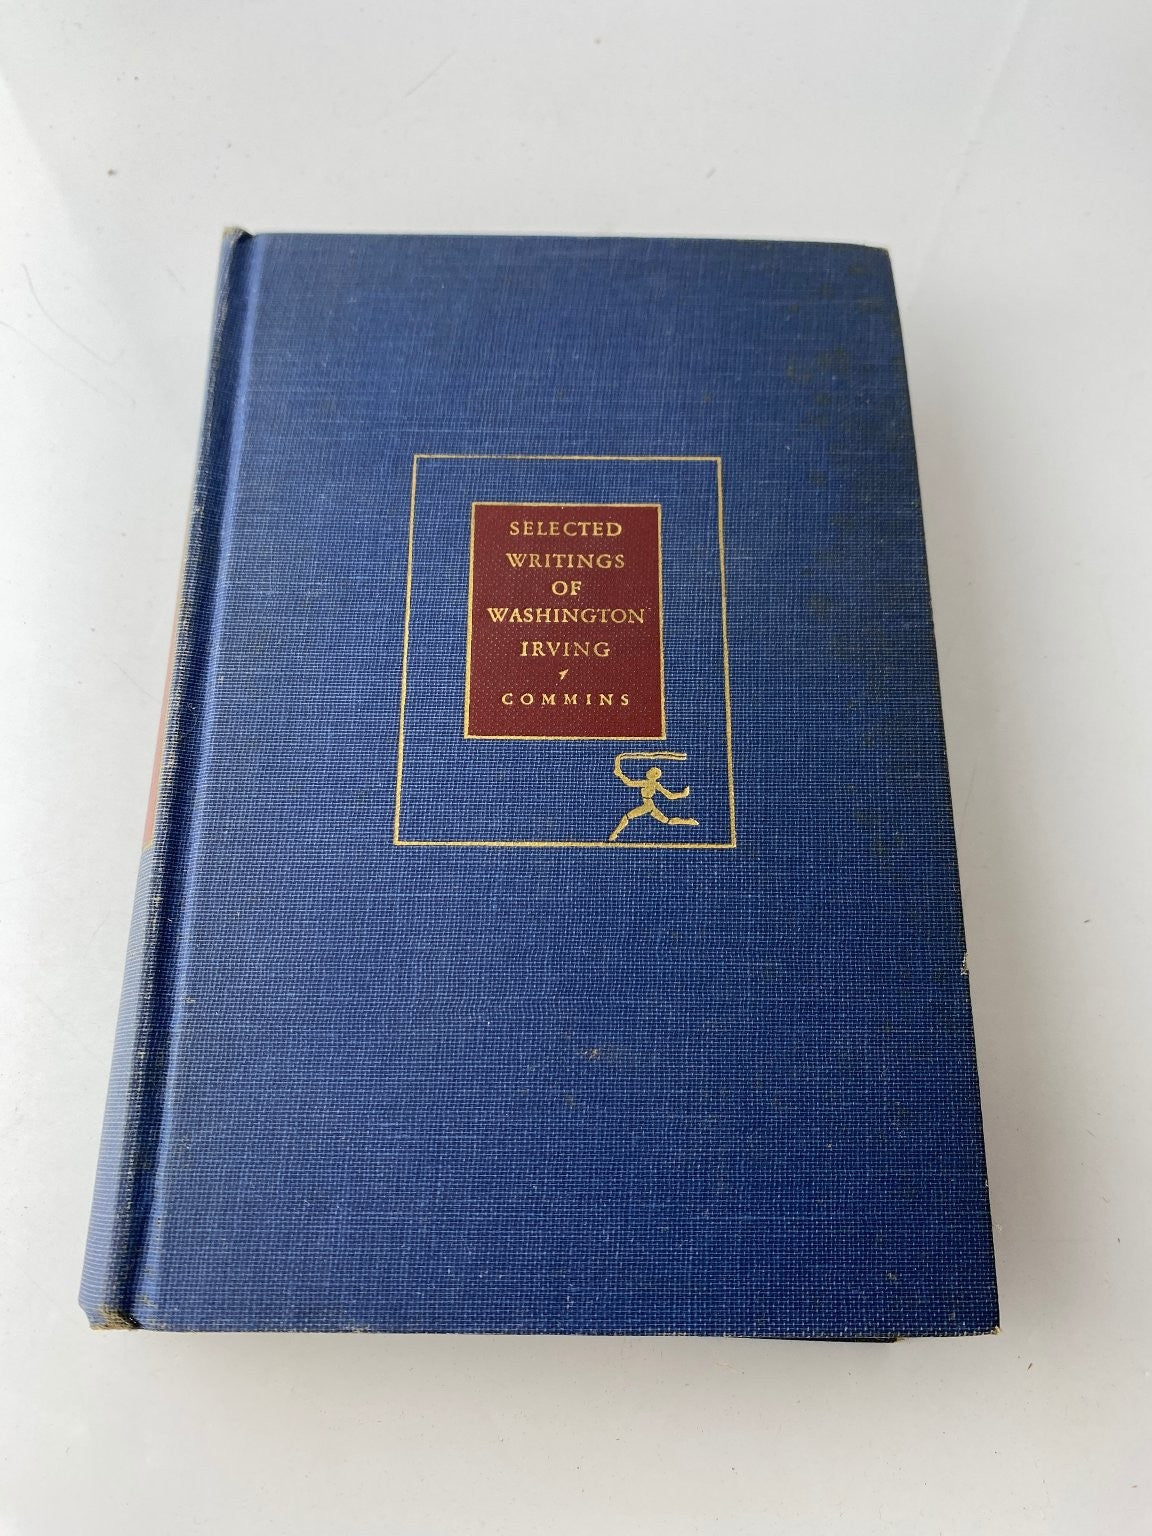 SELECTED
WRITINGS
OF
WASHINGTON
IRVING
COMMINS